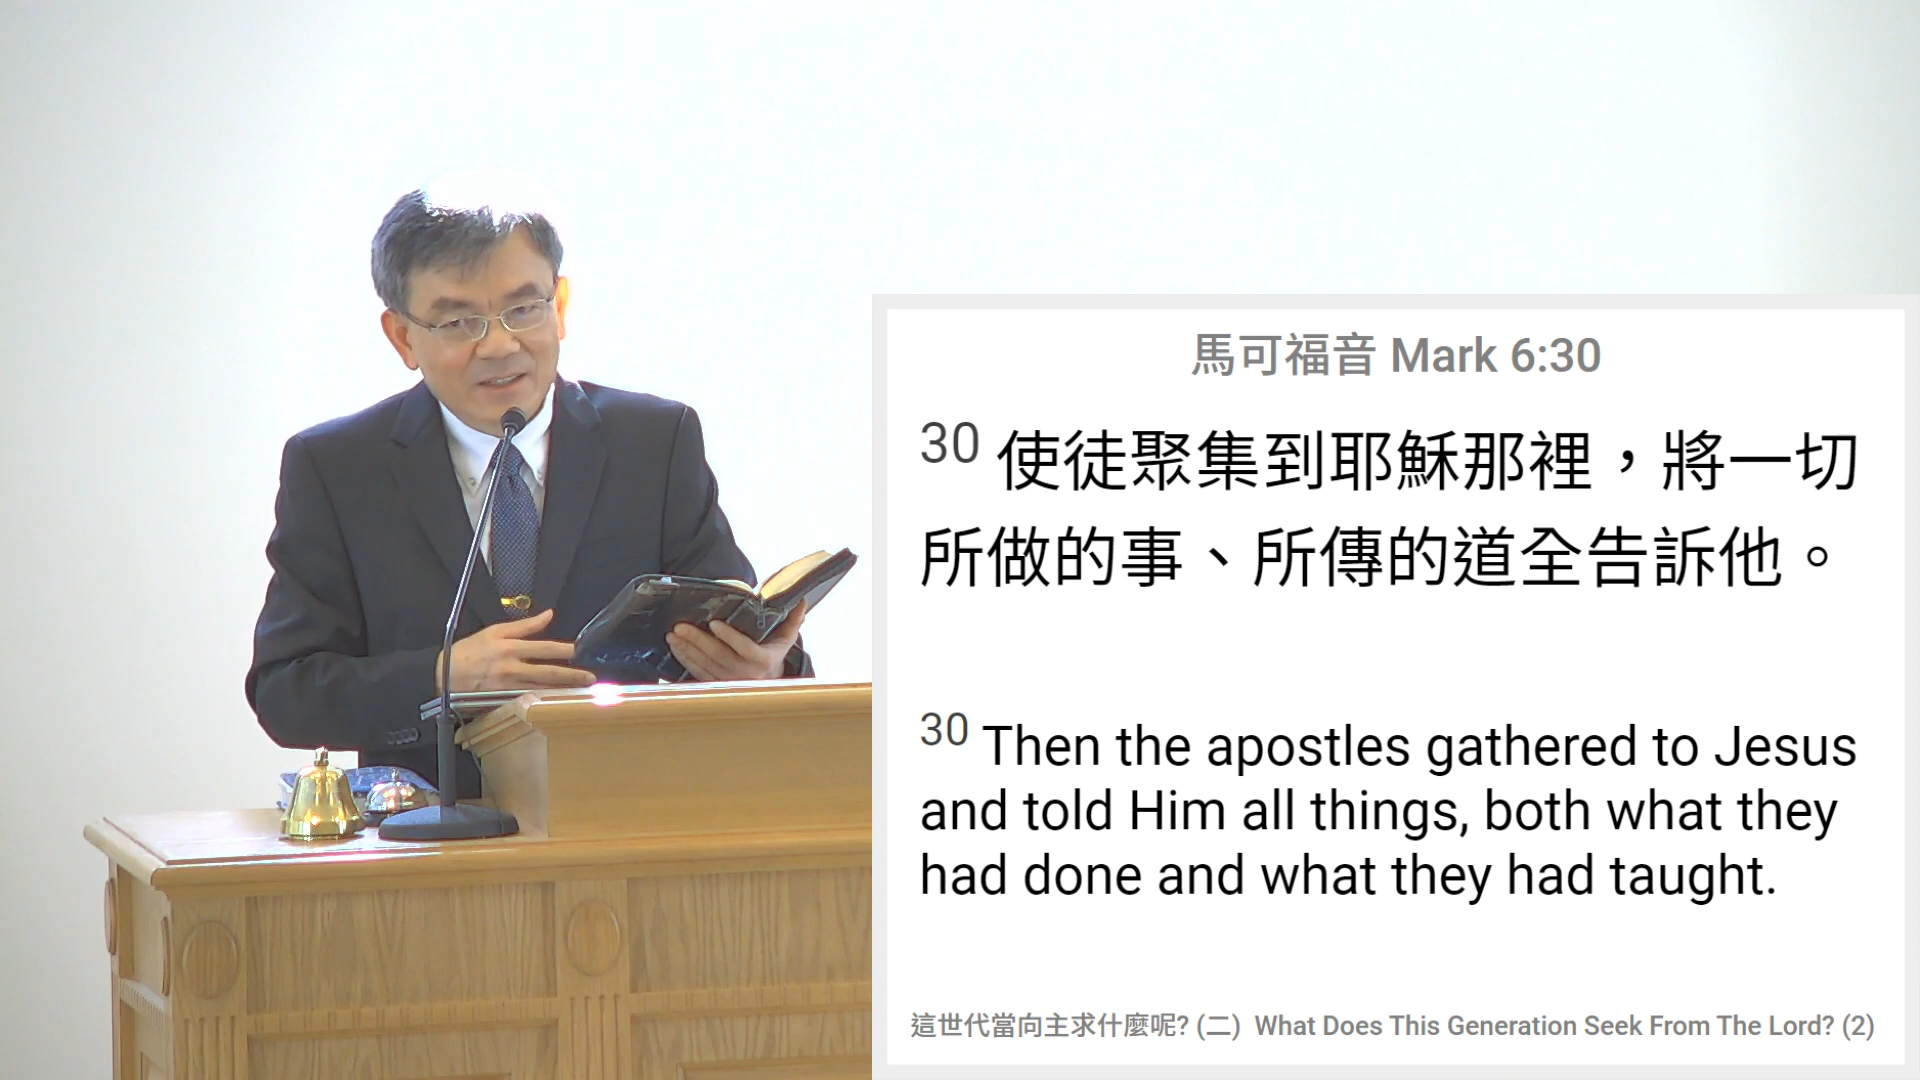 馬可福音 Mark 6:30
30 使徒聚集到耶穌那裡，將一切
所做的事、所傳的道全告訴他。
30 Then the apostles gathered to Jesus
and told Him all things, both what they
had done and what they had taught.
這世代當向主求什麼呢? (二) What Does This Generation Seek From The Lord? (2)